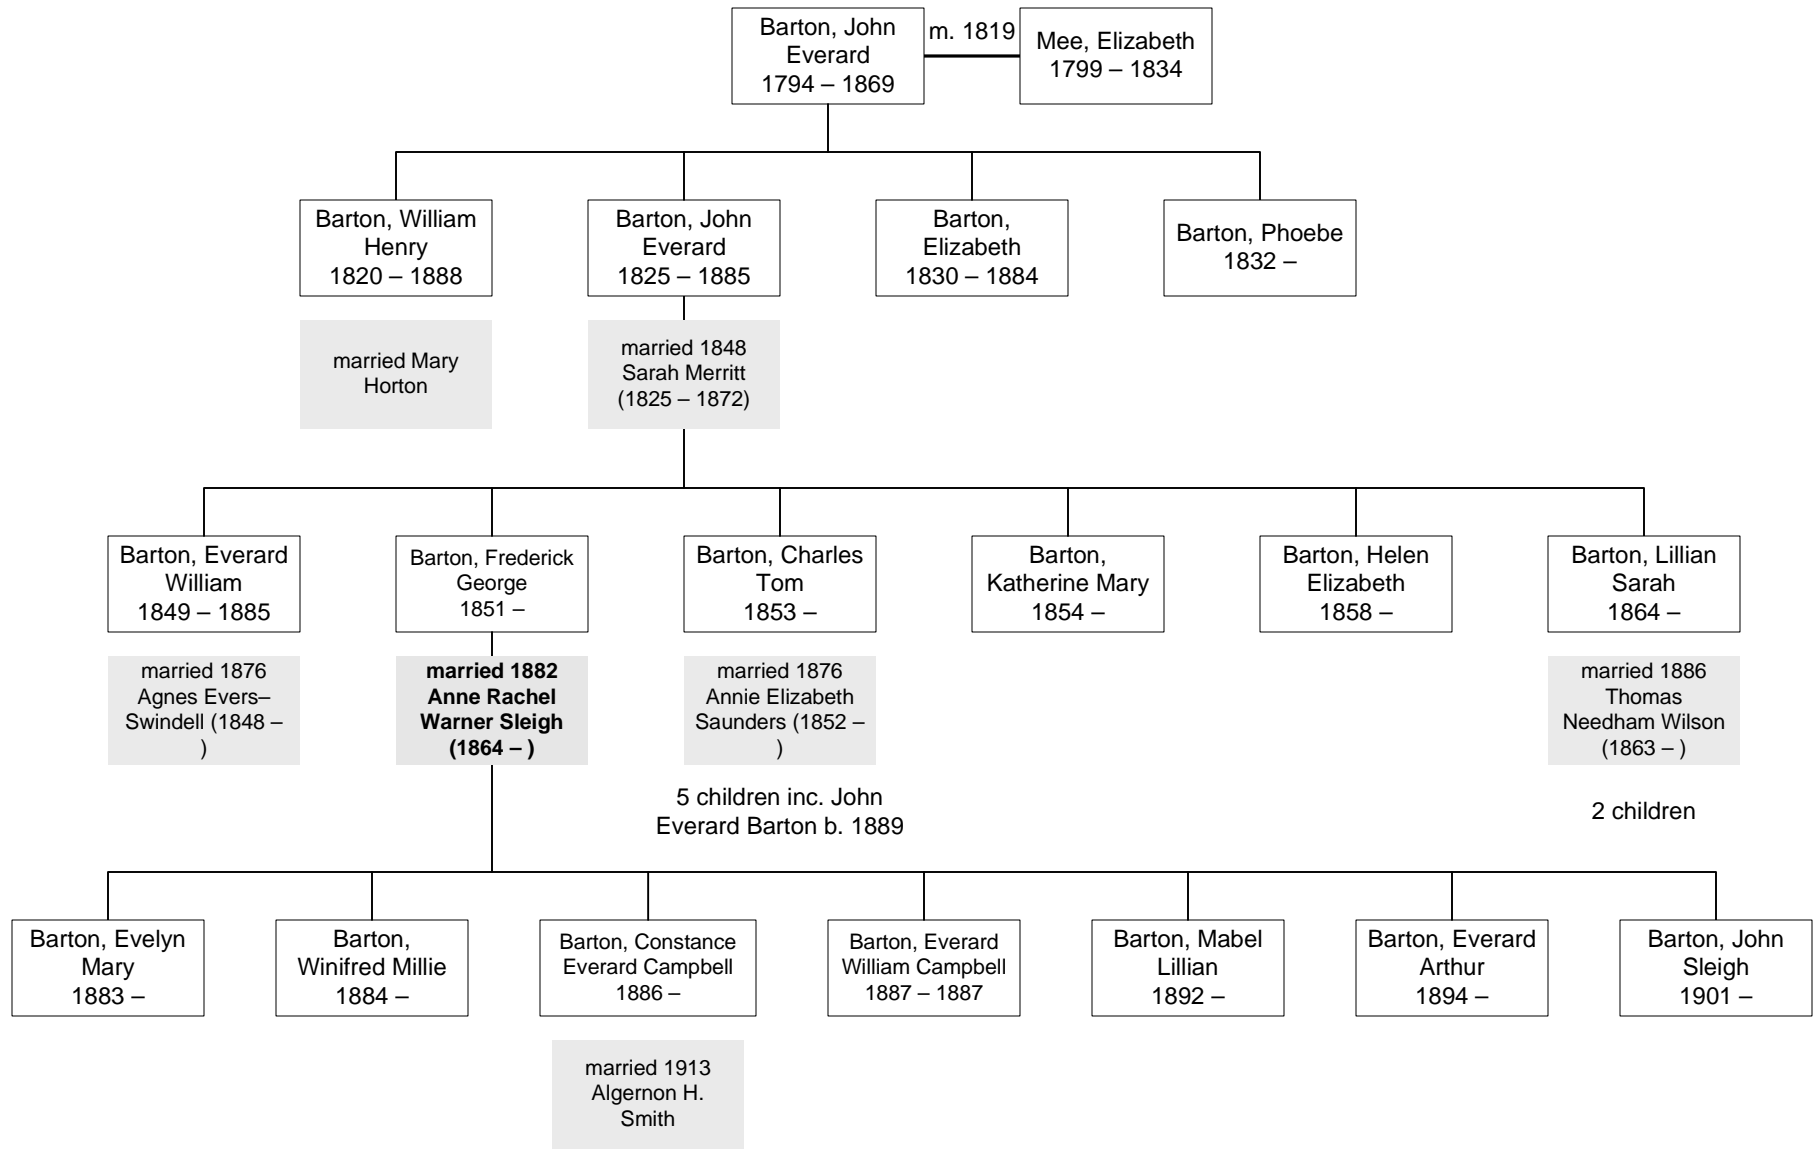 Barton, John
Everard
1794 – 1869
m. 1819
Mee, Elizabeth
1799 – 1834
Barton, William
Henry
1820 – 1888
Barton, John
Everard
1825 – 1885
Barton,
Elizabeth
1830 – 1884
Barton, Phoebe
1832 –
married Mary
Horton
married 1848
Sarah Merritt
(1825 – 1872)
Barton, Everard
William
1849 – 1885
Barton, Frederick
George
1851 –
Barton, Charles
Tom
1853 –
Barton,
Katherine Mary
1854 –
Barton, Helen
Elizabeth
1858 –
Barton, Lillian
Sarah
1864 –
married 1876
Agnes Evers–
Swindell (1848 –
)
married 1882
Anne Rachel
Warner Sleigh
(1864 – )
married 1876
Annie Elizabeth
Saunders (1852 –
)
married 1886
Thomas
Needham Wilson
(1863 – )
5 children inc. John
Everard Barton b. 1889
2 children
Barton, Evelyn
Mary
1883 –
Barton,
Winifred Millie
1884 –
Barton, Constance
Everard Campbell
1886 –
Barton, Everard
William Campbell
1887 – 1887
Barton, Mabel
Lillian
1892 –
Barton, Everard
Arthur
1894 –
Barton, John
Sleigh
1901 –
married 1913
Algernon H.
Smith